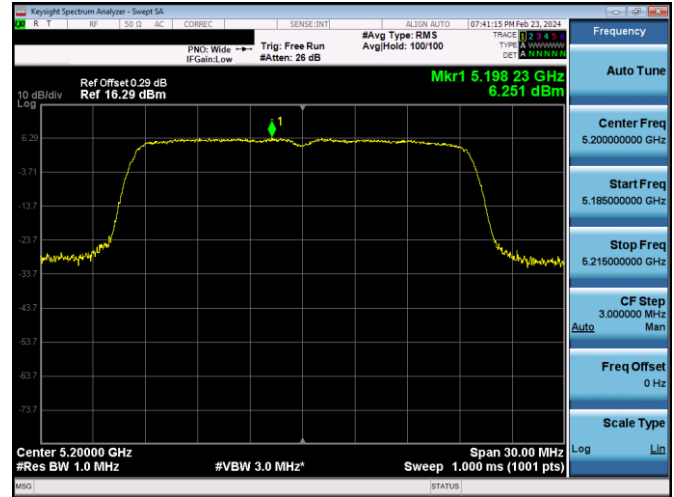 Keysight Spectrum Analyzer - Swept SA
R T RF 50 Ω AC CORREC SENSE:INT ALIGN AUTO 07:41:15 PM Feb 23, 2024
PNO: Wide
IFGain:Low
Trig: Free Run
#Atten: 26 dB
#Avg Type: RMS
Avg|Hold: 100/100
TRACE 1 2 3 4 5 6
TYPE A WWWWW
DET A N N N N N
Mkr1 5.198 23 GHz
6.251 dBm
Ref Offset 0.29 dB
Ref 16.29 dBm
10 dB/div
Log
1
6.29
-3.71
-13.7
-23.7
-33.7
-43.7
-53.7
-63.7
-73.7
Center 5.20000 GHz
Span 30.00 MHz
#Res BW 1.0 MHz
#VBW 3.0 MHz*
Sweep 1.000 ms (1001 pts)
MSG
STATUS
Frequency
Auto Tune
Center Freq
5.200000000 GHz
Start Freq
5.185000000 GHz
Stop Freq
5.215000000 GHz
CF Step
3.000000 MHz
Auto Man
Freq Offset
0 Hz
Scale Type
Log Lin